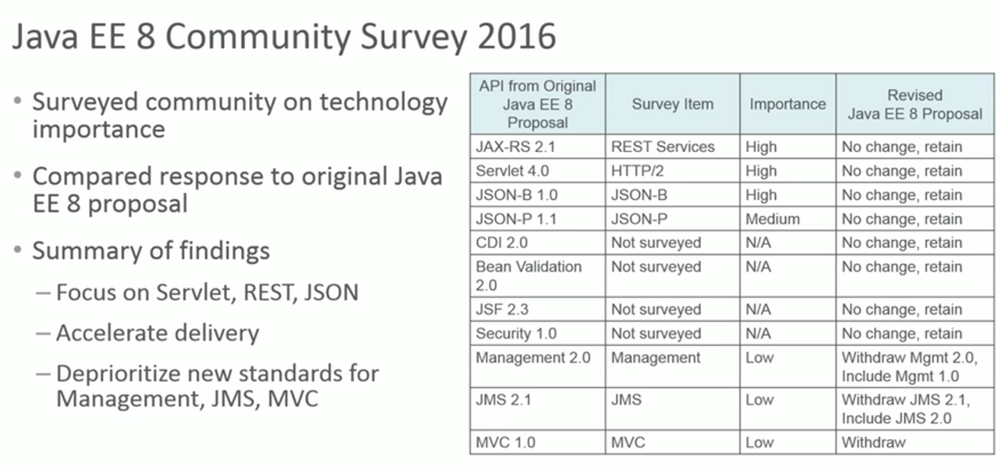 Java EE 8 Community Survey 2016
• Surveyed community on technology
importance
• Compared response to original Java
EE 8 proposal
• Summary of findings
– Focus on Servlet, REST, JSON
– Accelerate delivery
– Deprioritize new standards for
Management, JMS, MVC
API from Original
Java EE 8
Proposal
Survey Item
Importance
Revised
Java EE 8 Proposal
JAX-RS 2.1 REST Services High No change, retain
Servlet 4.0 HTTP/2 High No change, retain
JSON-B 1.0 JSON-B High No change, retain
JSON-P 1.1 JSON-P Medium No change, retain
CDI 2.0 Not surveyed N/A No change, retain
Bean Validation Not surveyed N/A No change, retain
2.0
JSF 2.3 Not surveyed N/A No change, retain
Security 1.0 Not surveyed N/A No change, retain
Management 2.0 Management Low Withdraw Mgmt 2.0,
Include Mgmt 1.0
JMS 2.1 JMS Low Withdraw JMS 2.1,
Include JMS 2.0
MVC 1.0 MVC Low Withdraw